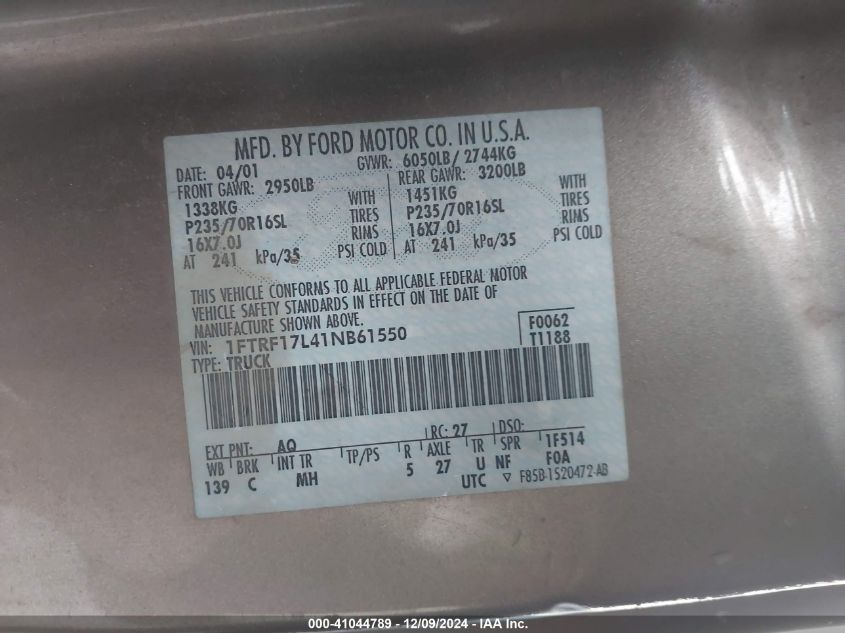 MFD. BY FORD MOTOR CO. IN U.S.A.
DATE: 04/01 GVWR: 6050LB/ 2744KG
FRONT GAWR: 2950LB REAR GAWR: 3200LB
1338KG WITH 1451KG WITH
P235/70R16SL TIRES P235/70R16SL TIRES
16X7.0J RIMS 16X7.0J RIMS
AT 241 kPa/35 PSI COLD AT 241 kPa/35 PSI COLD
THIS VEHICLE CONFORMS TO ALL APPLICABLE FEDERAL MOTOR
VEHICLE SAFETY STANDARDS IN EFFECT ON THE DATE OF
MANUFACTURE SHOWN ABOVE.
VIN: 1FTRF17L41NB61550 F0062
TYPE: TRUCK T1188
EXT PNT: AQ RC: 27 DSO:
WB BRK INT TR TP/PS R AXLE TR SPR 1F514
139 C MH 5 27 U NF F0A
UTC ▽ F85B-1520472-AB
000-41044789 - 12/09/2024 - IAA Inc.